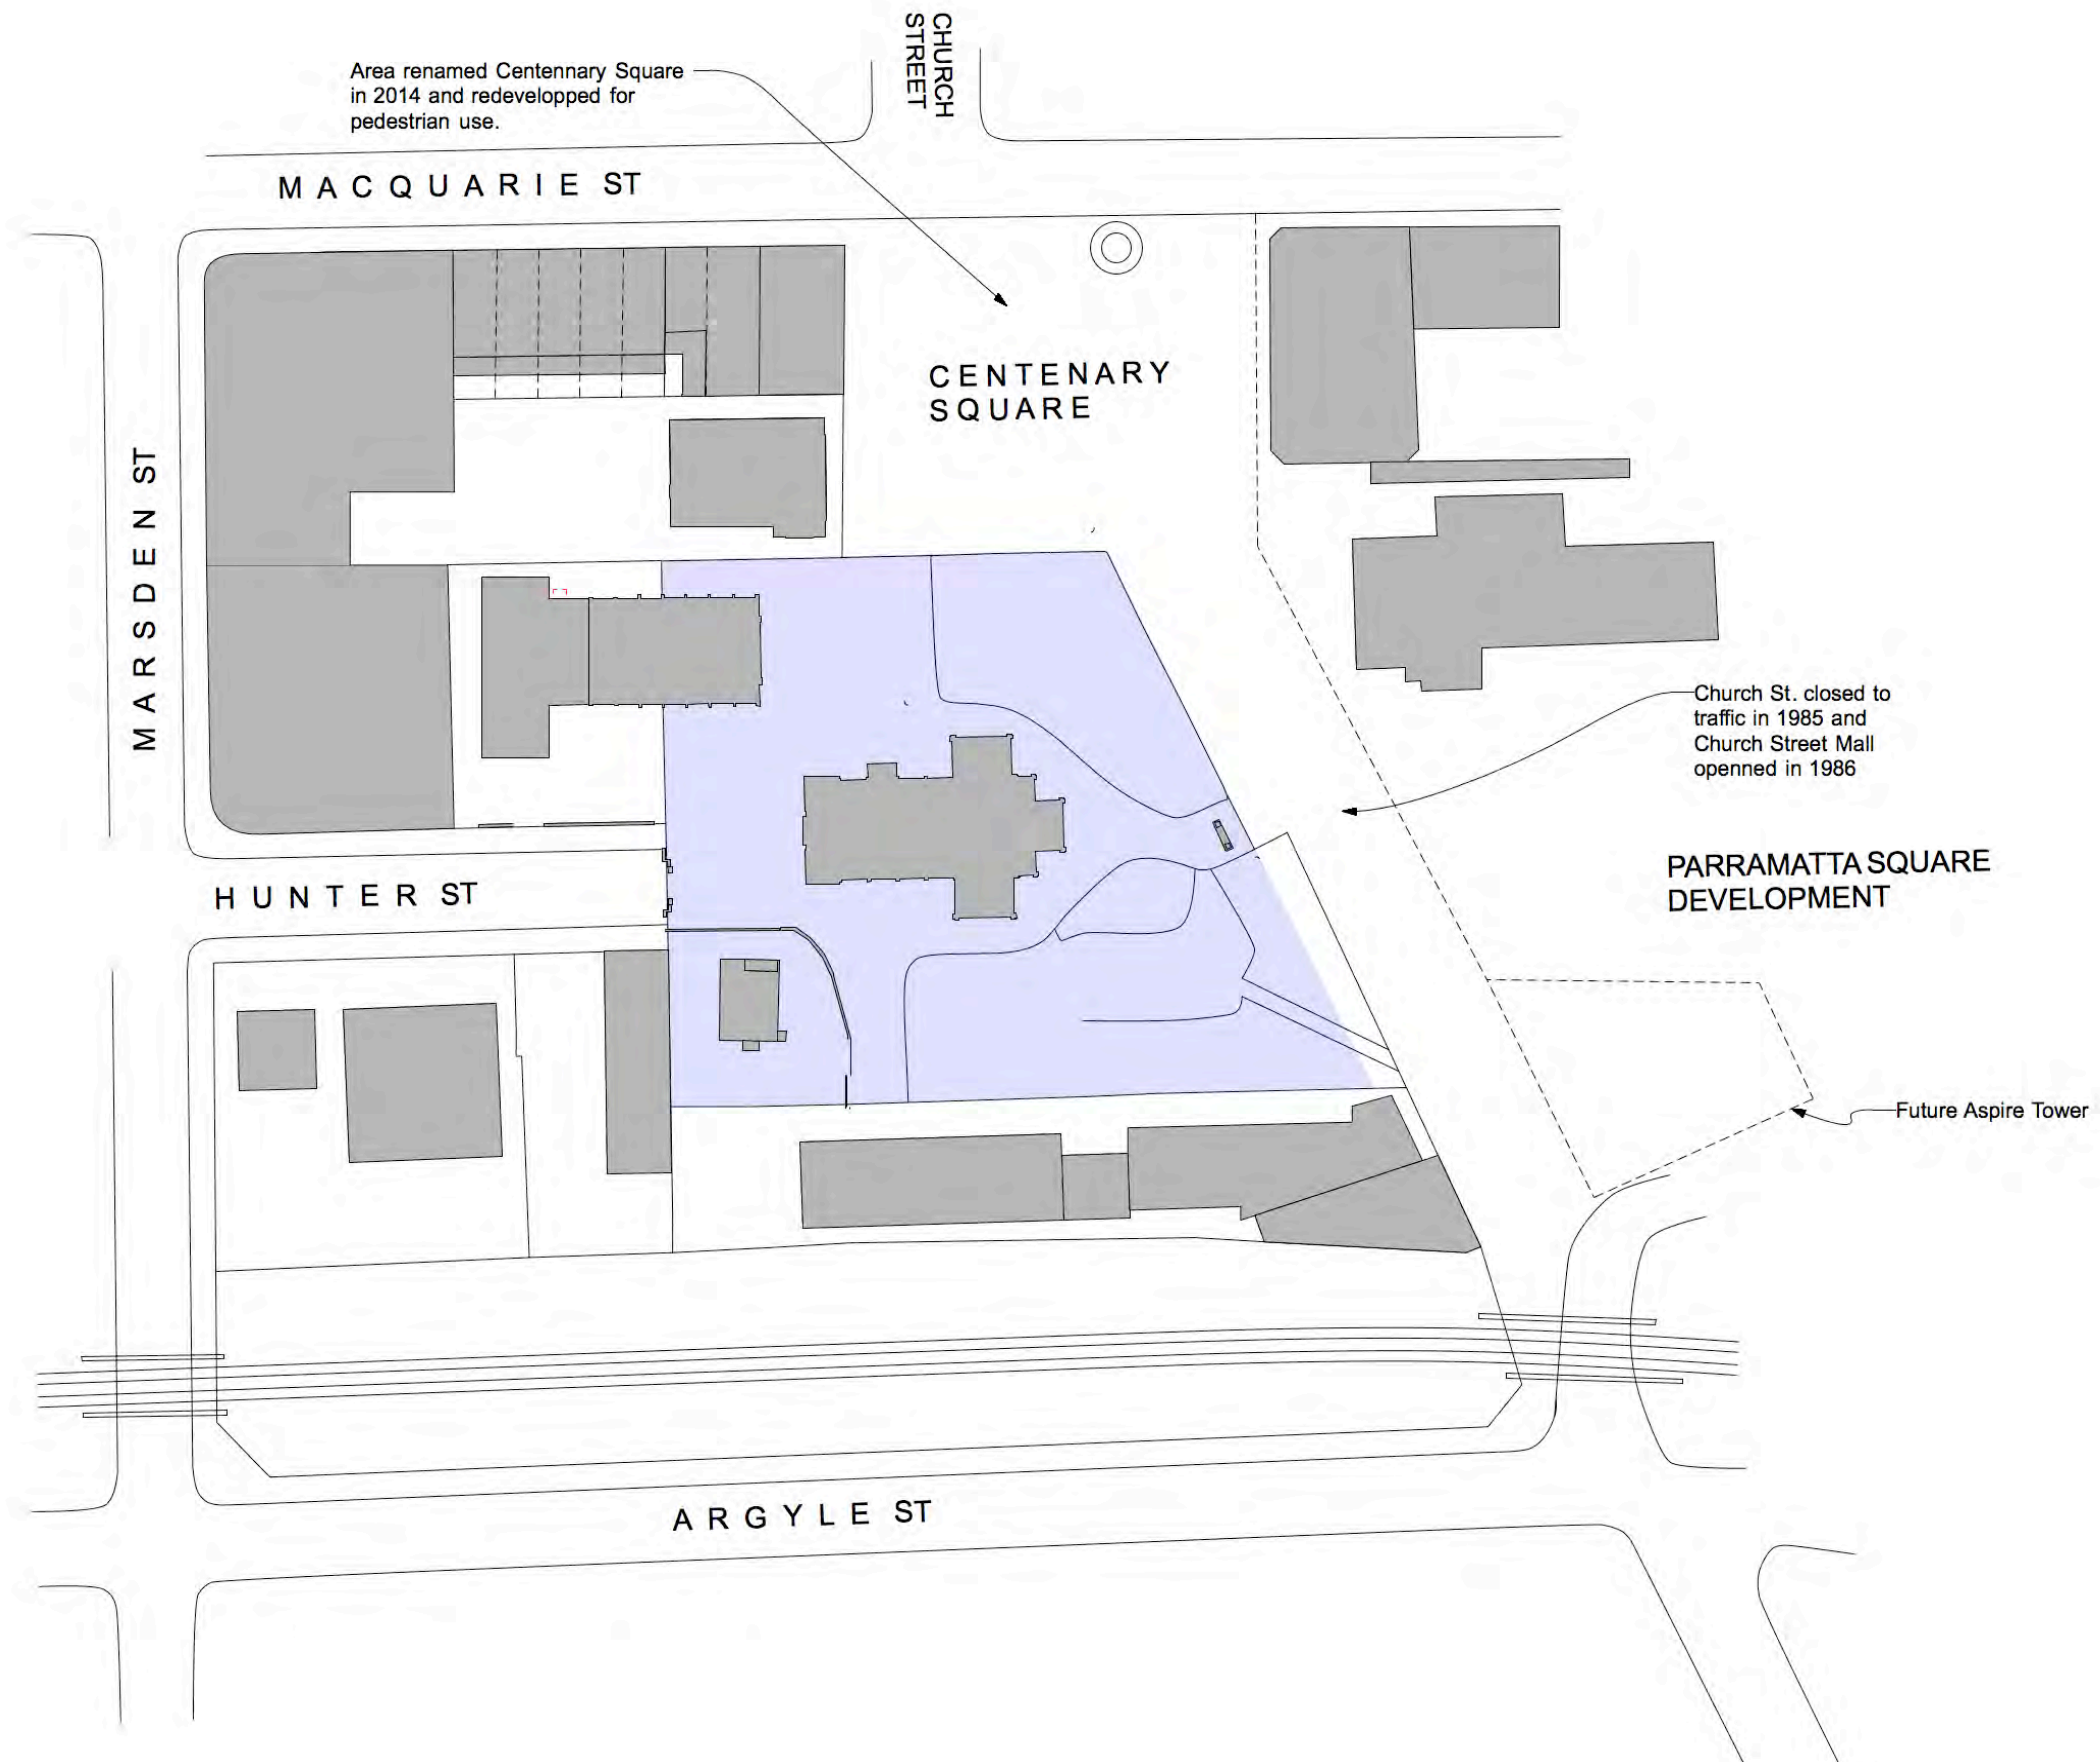 CHURCH
STREET
Area renamed Centennary Square
in 2014 and redevelopped for
pedestrian use.
MACQUARIE ST
CENTENARY
SQUARE
MARSDEN ST
Church St. closed to
traffic in 1985 and
Church Street Mall
openned in 1986
PARRAMATTA SQUARE
DEVELOPMENT
HUNTER ST
Future Aspire Tower
ARGYLE ST